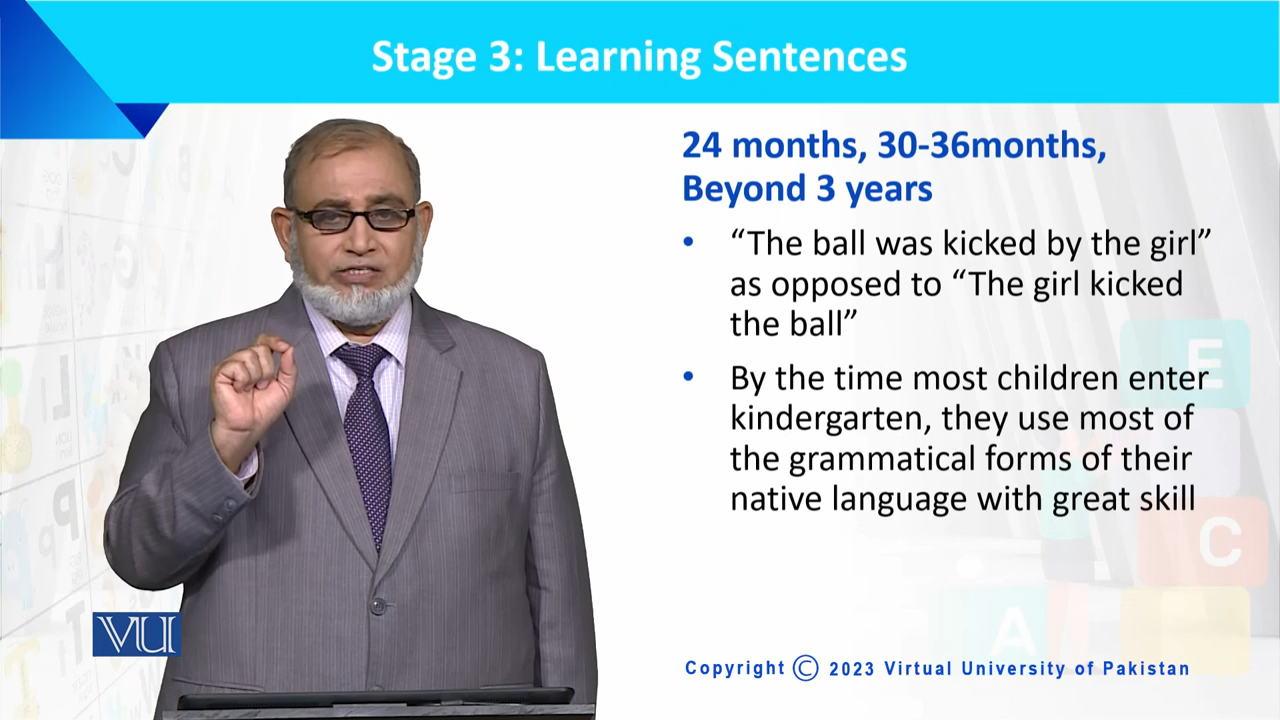 Stage 3: Learning Sentences
24 months, 30-36months,
Beyond 3 years
• “The ball was kicked by the girl”
as opposed to “The girl kicked
the ball”
• By the time most children enter
kindergarten, they use most of
the grammatical forms of their
native language with great skill
E
C
A
VU
Copyright © 2023 Virtual University of Pakistan